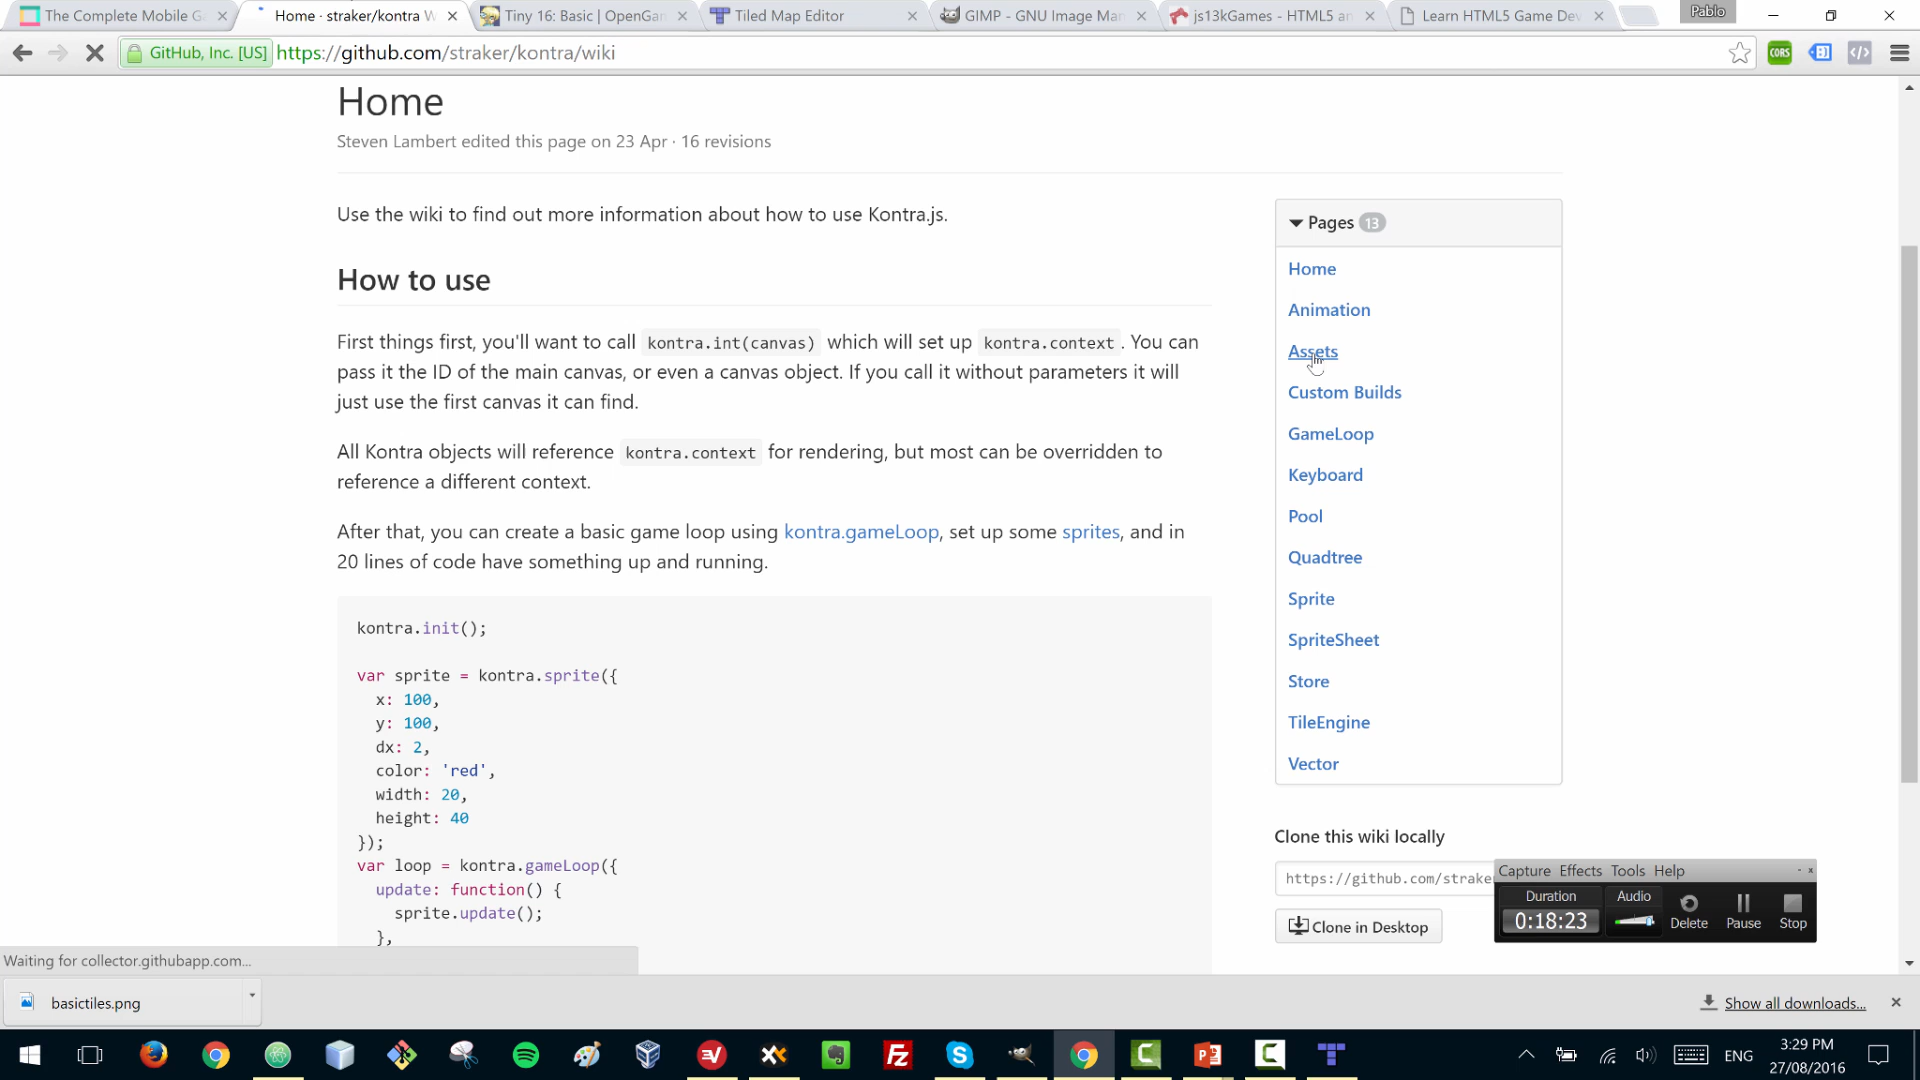 The Complete Mobile G
Home · straker/kontra W
Tiny 16: Basic | OpenGa
Tiled Map Editor
GIMP - GNU Image Ma
js13kGames - HTML5 a
Learn HTML5 Game De
Pablo
GitHub, Inc. [US]
https://github.com/straker/kontra/wiki
CORS
Home
Steven Lambert edited this page on 23 Apr · 16 revisions
Use the wiki to find out more information about how to use Kontra.js.
How to use
First things first, you'll want to call kontra.int(canvas) which will set up kontra.context . You can
pass it the ID of the main canvas, or even a canvas object. If you call it without parameters it will
just use the first canvas it can find.
All Kontra objects will reference kontra.context for rendering, but most can be overridden to
reference a different context.
After that, you can create a basic game loop using kontra.gameLoop, set up some sprites, and in
20 lines of code have something up and running.
kontra.init();
var sprite = kontra.sprite({
x: 100,
y: 100,
dx: 2,
color: 'red',
width: 20,
height: 40
});
var loop = kontra.gameLoop({
update: function() {
sprite.update();
},
Pages 13
Home
Animation
Assets
Custom Builds
GameLoop
Keyboard
Pool
Quadtree
Sprite
SpriteSheet
Store
TileEngine
Vector
Clone this wiki locally
https://github.com/strake
Clone in Desktop
Capture Effects Tools Help
Duration
0:18:23
Audio
Delete
Pause
Stop
Waiting for collector.githubapp.com...
basictiles.png
Show all downloads...
ENG
3:29 PM
27/08/2016